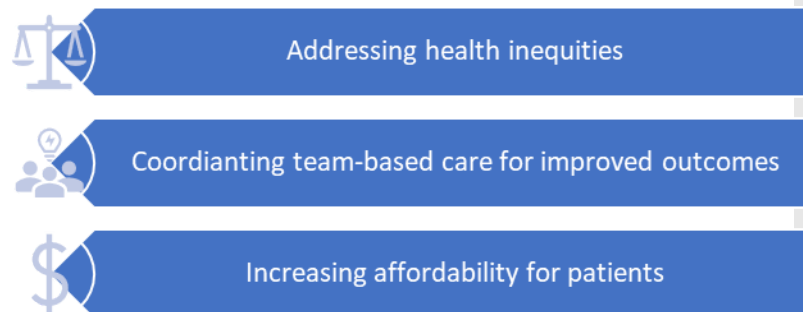 Addressing health inequities
Coordianting team-based care for improved outcomes
Increasing affordability for patients